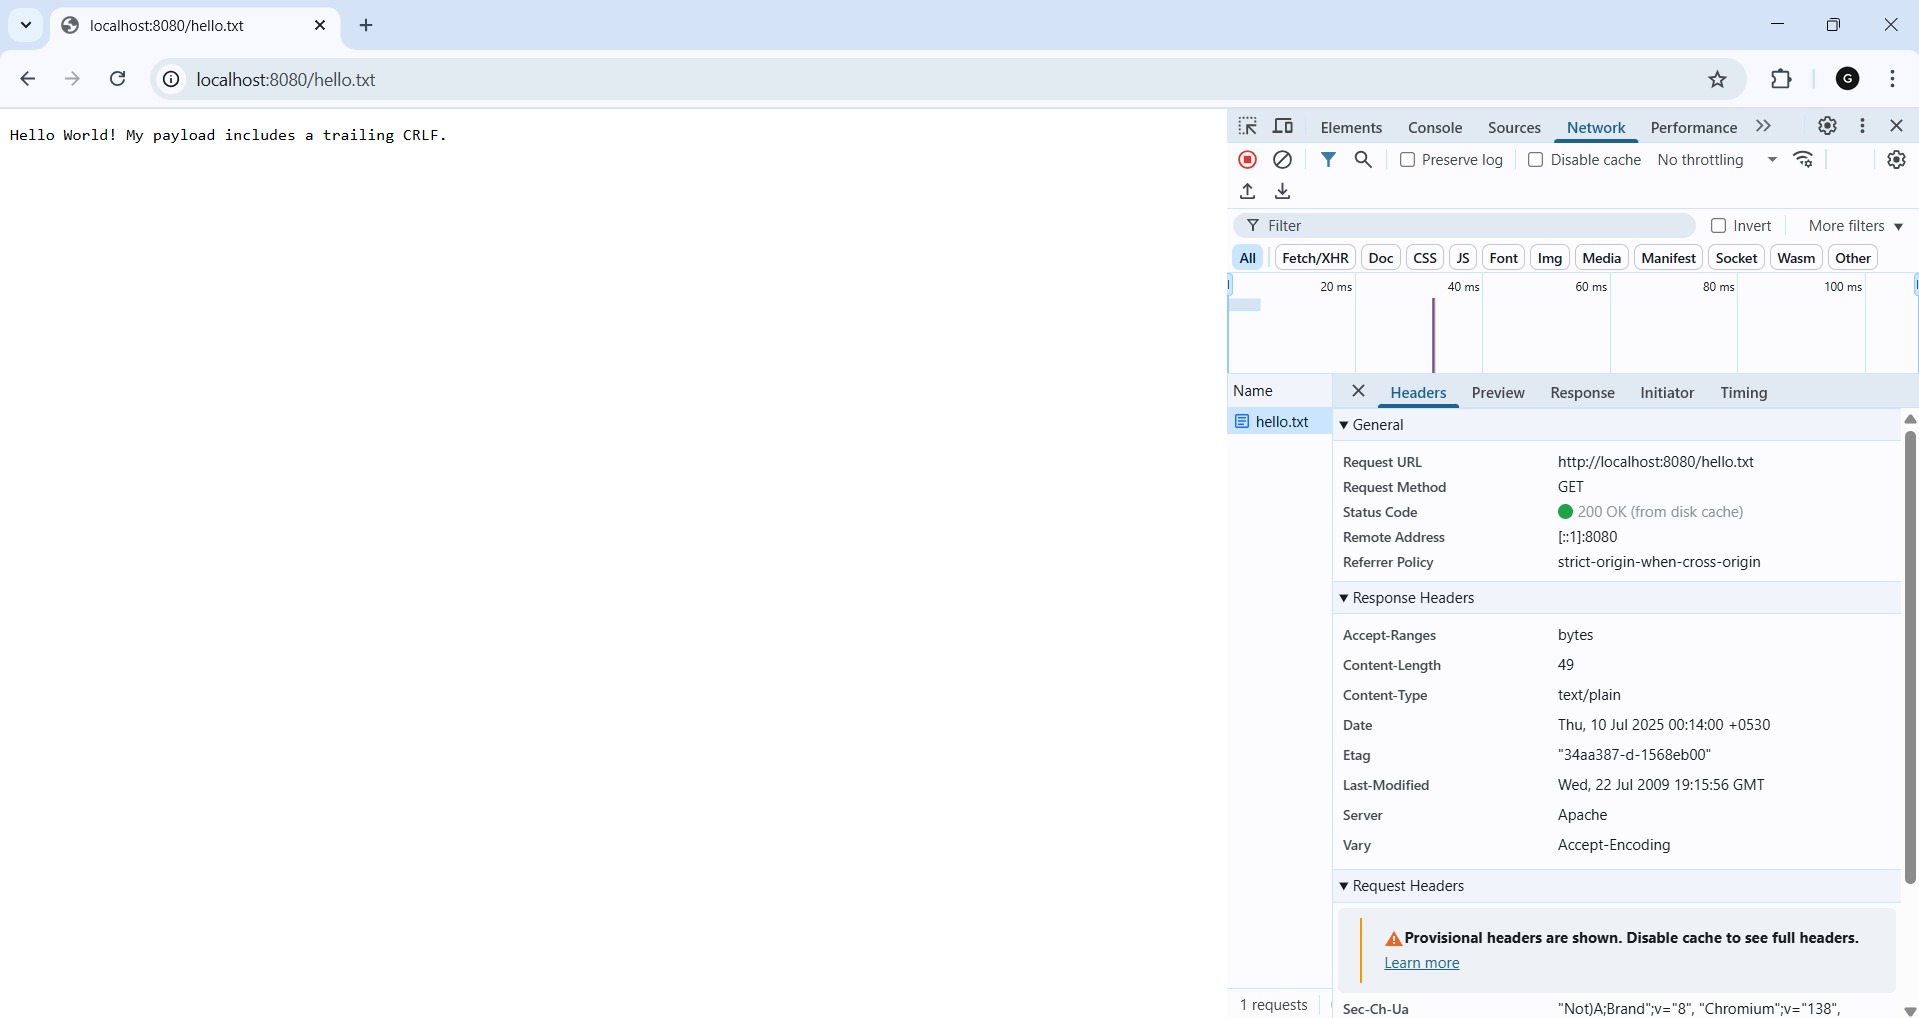 localhost:8080/hello.txt
localhost:8080/hello.txt
G
Hello World! My payload includes a trailing CRLF.
Elements Console Sources Network Performance
Preserve log Disable cache No throttling
Filter Invert More filters
All Fetch/XHR Doc CSS JS Font Img Media Manifest Socket Wasm Other
20 ms 40 ms 60 ms 80 ms 100 ms
Name Headers Preview Response Initiator Timing
hello.txt
General
Request URL http://localhost:8080/hello.txt
Request Method GET
Status Code 200 OK (from disk cache)
Remote Address [::1]:8080
Referrer Policy strict-origin-when-cross-origin
Response Headers
Accept-Ranges bytes
Content-Length 49
Content-Type text/plain
Date Thu, 10 Jul 2025 00:14:00 +0530
Etag "34aa387-d-1568eb00"
Last-Modified Wed, 22 Jul 2009 19:15:56 GMT
Server Apache
Vary Accept-Encoding
Request Headers
Provisional headers are shown. Disable cache to see full headers.
Learn more
Sec-Ch-Ua "Not)A;Brand";v="8", "Chromium";v="138",
1 requests